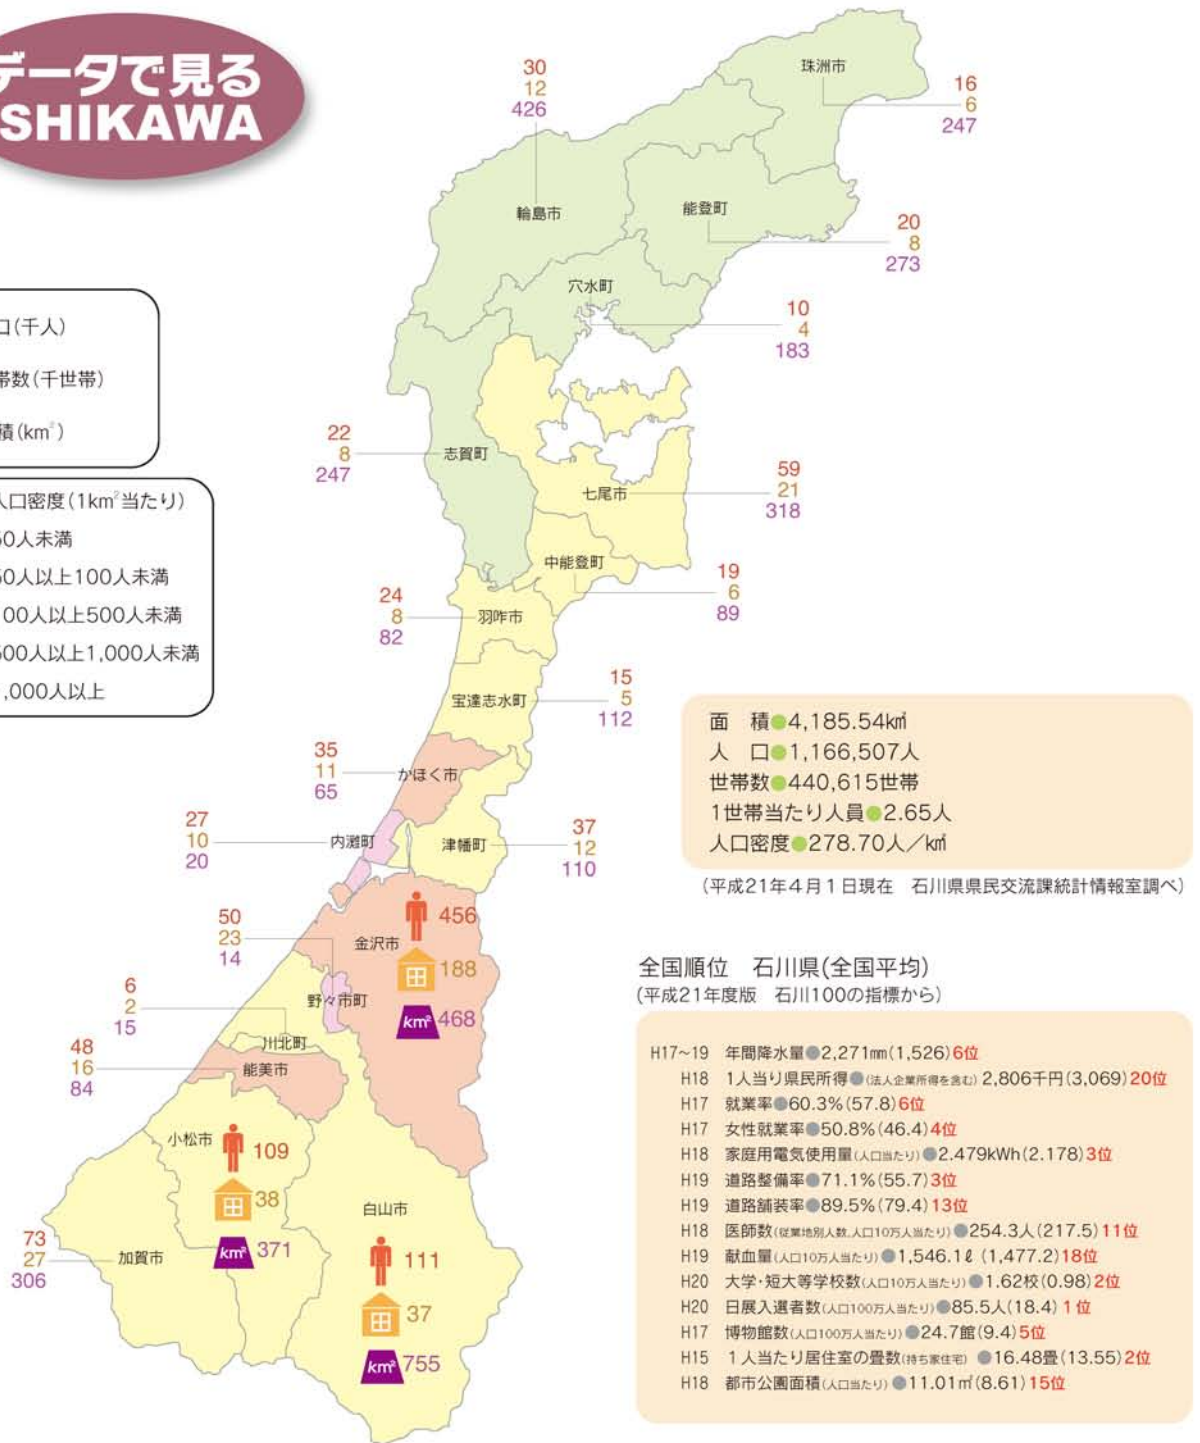 データで見る
SHIKAWA
口(千人)
帯数(千世帯)
積(km²)
人口密度(1km²当たり)
50人未満
50人以上100人未満
100人以上500人未満
500人以上1,000人未満
1,000人以上
30
12
426
輪島市
珠洲市
16
6
247
能登町
20
8
273
穴水町
10
4
183
22
8
247
志賀町
七尾市
59
21
318
中能登町
19
6
89
24
8
82
羽咋市
宝達志水町
15
5
112
35
11
65
かほく市
27
10
20
内灘町
津幡町
37
12
110
50
23
14
野々市町
金沢市
456
188
km² 468
6
2
15
川北町
48
16
84
能美市
小松市
109
38
km² 371
白山市
111
37
km² 755
73
27
306
加賀市
面 積●4,185.54km²
人 口●1,166,507人
世帯数●440,615世帯
1世帯当たり人員●2.65人
人口密度●278.70人/km²
(平成21年4月1日現在 石川県県民交流課統計情報室調べ)
全国順位 石川県(全国平均)
(平成21年度版 石川100の指標から)
H17~19 年間降水量●2,271mm(1,526)6位
H18 1人当り県民所得●(法人企業所得を含む) 2,806千円(3,069)20位
H17 就業率●60.3%(57.8)6位
H17 女性就業率●50.8%(46.4)4位
H18 家庭用電気使用量(人口当たり)●2.479kWh(2.178)3位
H19 道路整備率●71.1%(55.7)3位
H19 道路舗装率●89.5%(79.4)13位
H18 医師数(従業地別人数、人口10万人当たり)●254.3人(217.5)11位
H19 献血量(人口10万人当たり)●1,546.1ℓ(1,477.2)18位
H20 大学・短大等学校数(人口10万人当たり)●1.62校(0.98)2位
H20 日展入選者数(人口100万人当たり)●85.5人(18.4)1位
H17 博物館数(人口100万人当たり)●24.7館(9.4)5位
H15 1人当たり居住室の畳数(持ち家住宅) ●16.48畳(13.55)2位
H18 都市公園面積(人口当たり)●11.01㎡(8.61)15位